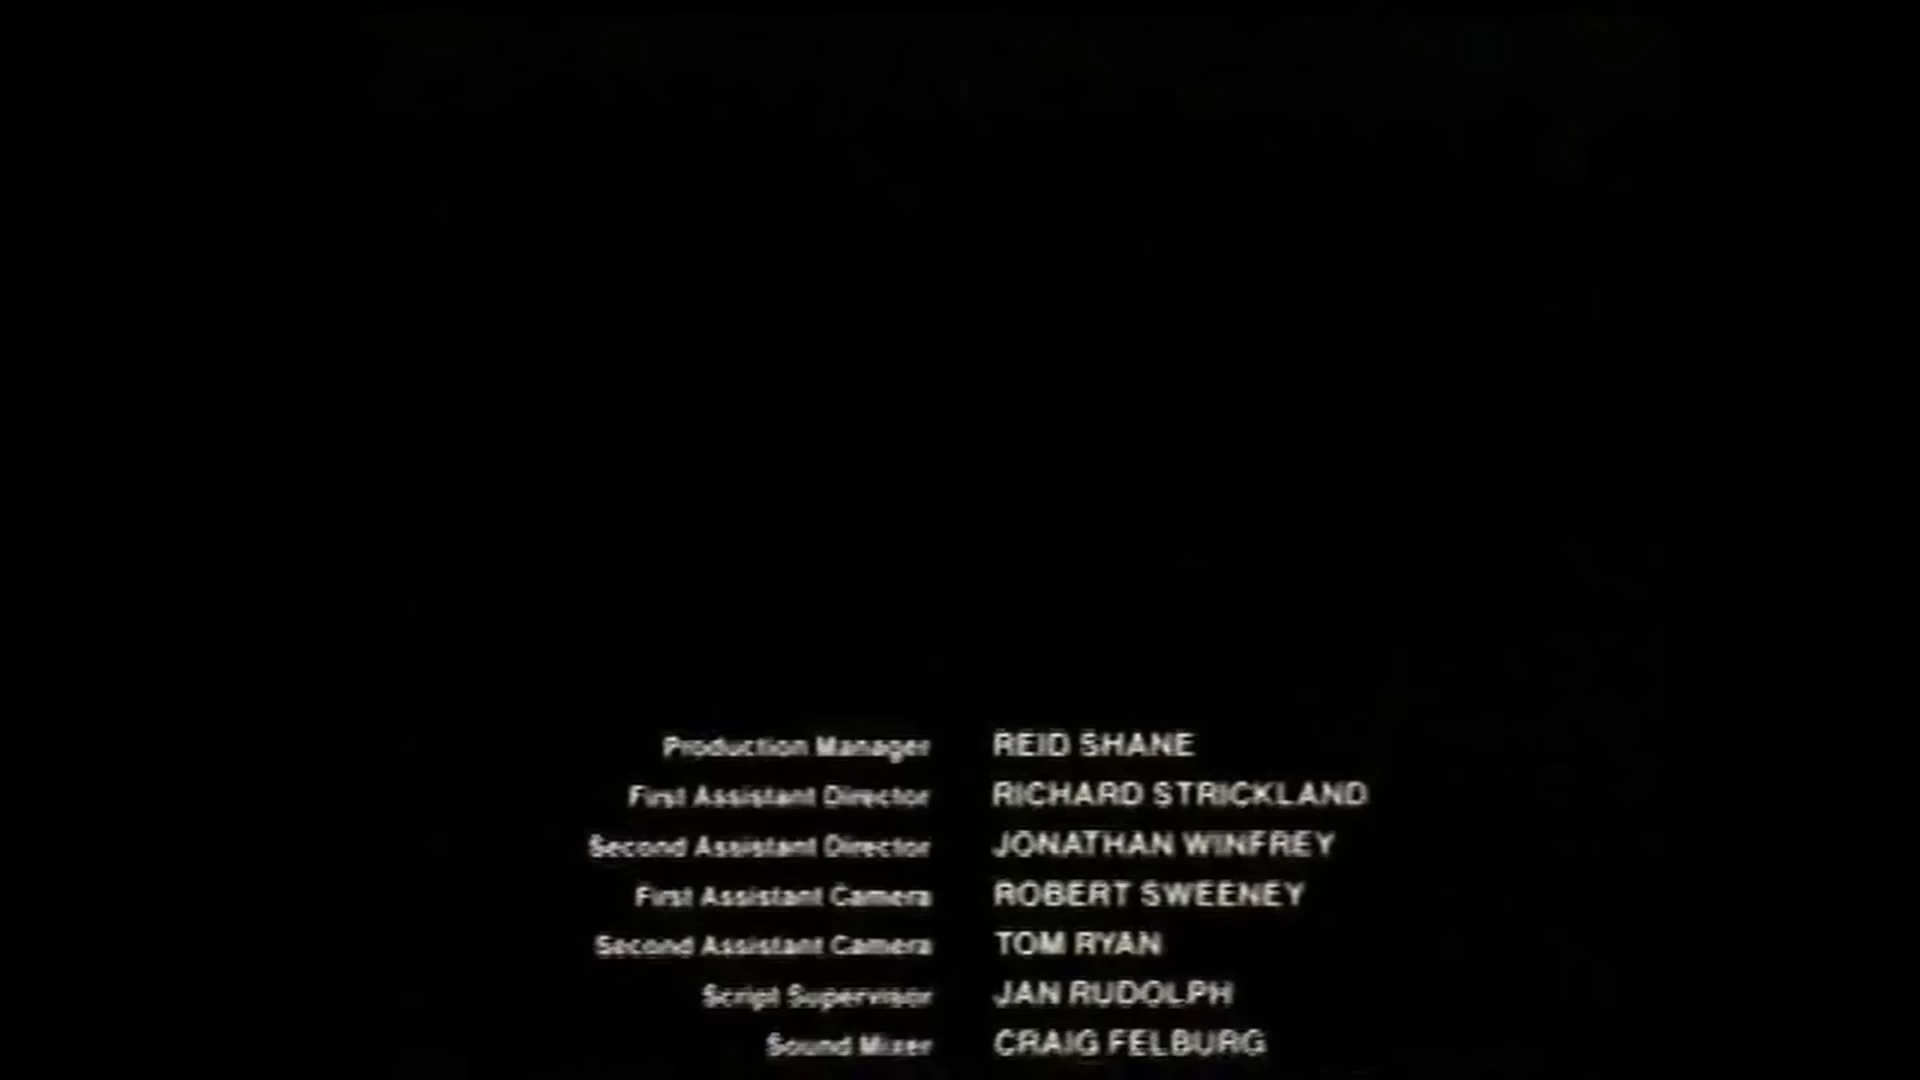 Production Manager REID SHANE
First Assistant Director RICHARD STRICKLAND
Second Assistant Director JONATHAN WINFREY
First Assistant Camera ROBERT SWEENEY
Second Assistant Camera TOM RYAN
Script Supervisor JAN RUDOLPH
Sound Mixer CRAIG FELBURG